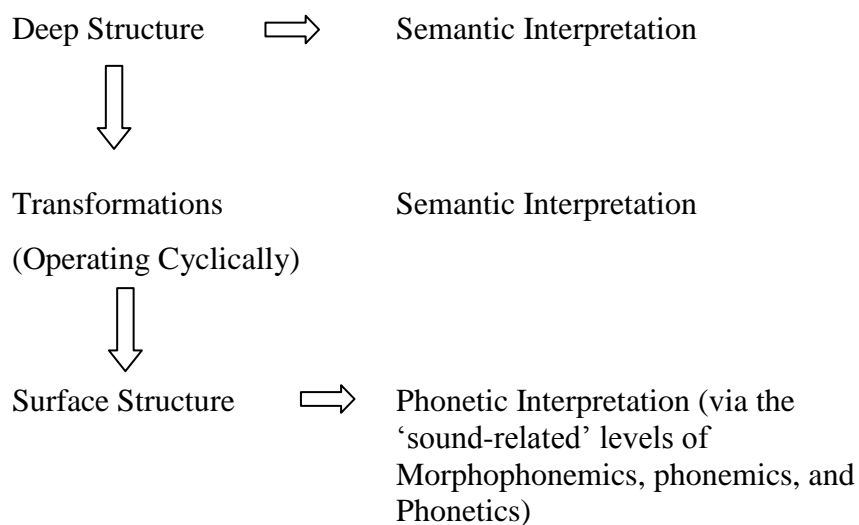 Deep Structure Semantic Interpretation
Transformations Semantic Interpretation
(Operating Cyclically)
Surface Structure Phonetic Interpretation (via the
‘sound-related’ levels of
Morphophonemics, phonemics, and
Phonetics)